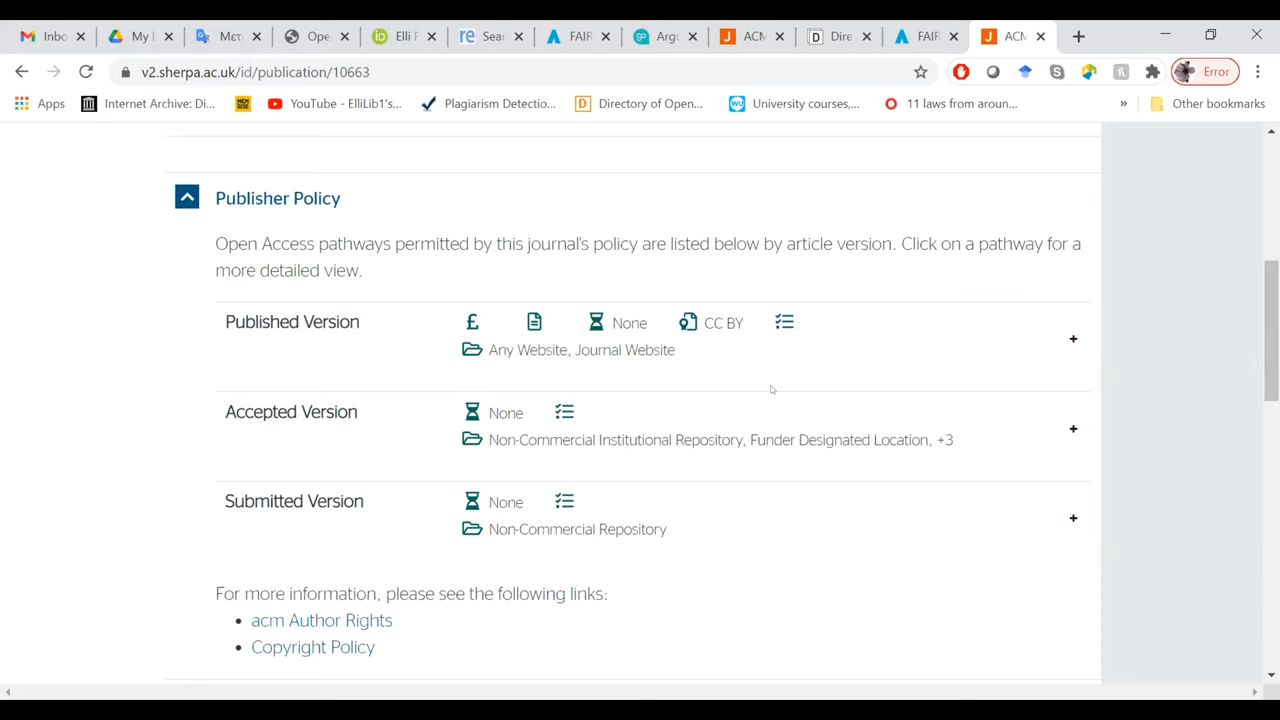 Inbo
My D
Μετα
Ope
Elli F
Sear
FAIR
Argo
ACM
Dire
FAIR
ACM
v2.sherpa.ac.uk/id/publication/10663
Error
Apps
Internet Archive: Di...
YouTube - ElliLib1's...
Plagiarism Detectio...
Directory of Open...
University courses,...
11 laws from aroun...
»
Other bookmarks
Publisher Policy
Open Access pathways permitted by this journal's policy are listed below by article version. Click on a pathway for a
more detailed view.
Published Version £ None CC BY
Any Website, Journal Website
+
Accepted Version None
Non-Commercial Institutional Repository, Funder Designated Location, +3
+
Submitted Version None
Non-Commercial Repository
+
For more information, please see the following links:
• acm Author Rights
• Copyright Policy